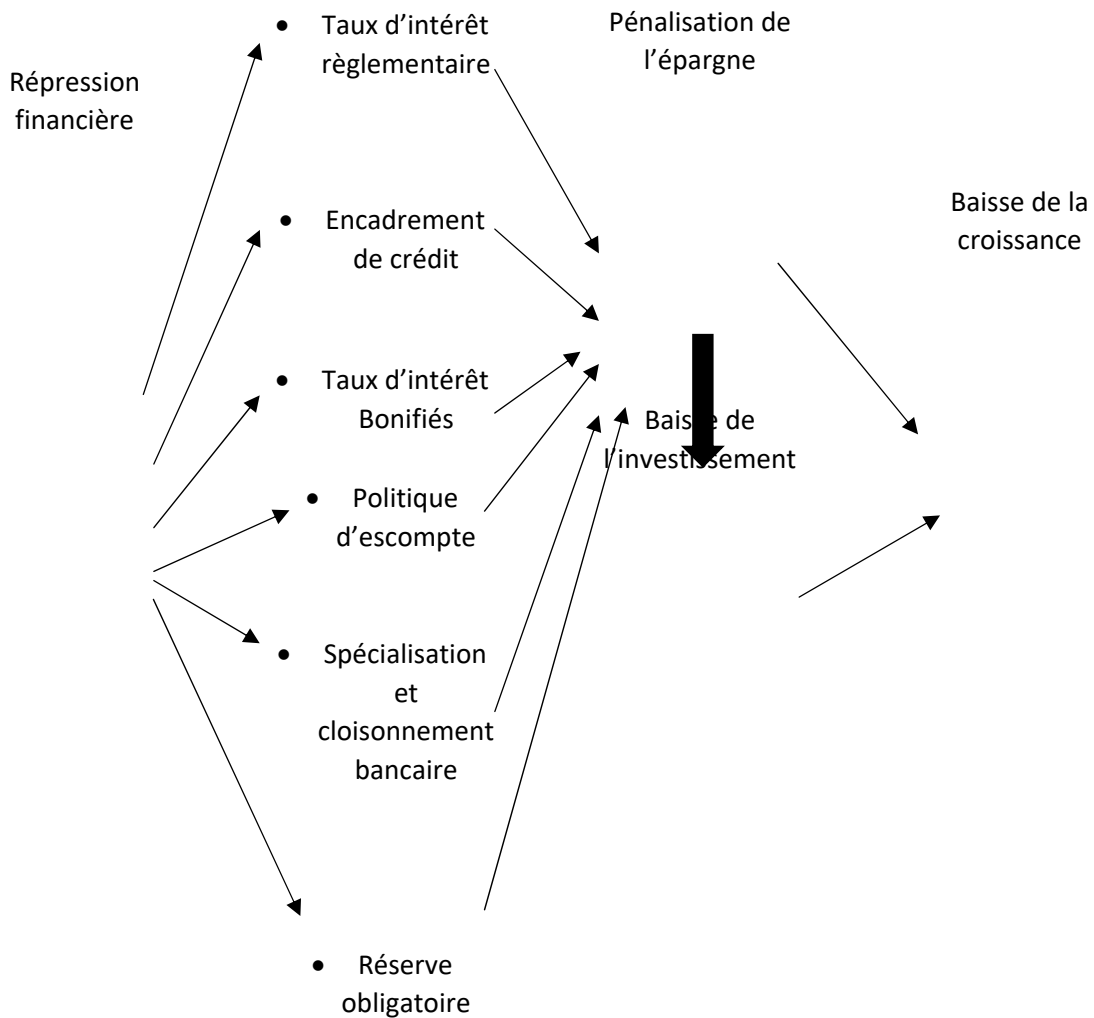 Répression
financière
• Taux d’intérêt
règlementaire
• Encadrement
de crédit
• Taux d’intérêt
Bonifiés
• Politique
d’escompte
• Spécialisation
et
cloisonnement
bancaire
• Réserve
obligatoire
Pénalisation de
l’épargne
Baisse de
l’investissement
Baisse de la
croissance